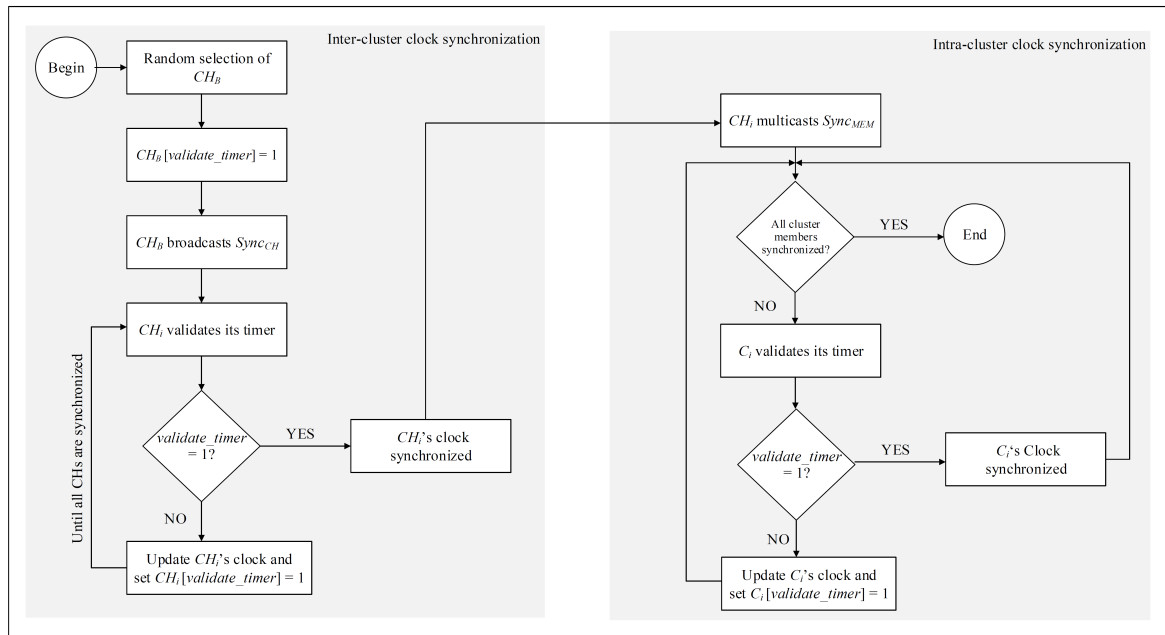 Inter-cluster clock synchronization
Begin
Random selection of
CH_B
CH_B [validate_timer] = 1
CH_B broadcasts Sync_CH
CH_i validates its timer
Until all CHs are synchronized
validate_timer
= 1?
YES
CH_i's clock
synchronized
NO
Update CH_i's clock and
set CH_i [validate_timer] = 1
Intra-cluster clock synchronization
CH_i multicasts Sync_MEM
All cluster
members
synchronized?
YES
End
NO
C_i validates its timer
validate_timer
= 1?
YES
C_i‘s Clock
synchronized
NO
Update C_i's clock and
set C_i [validate_timer] = 1